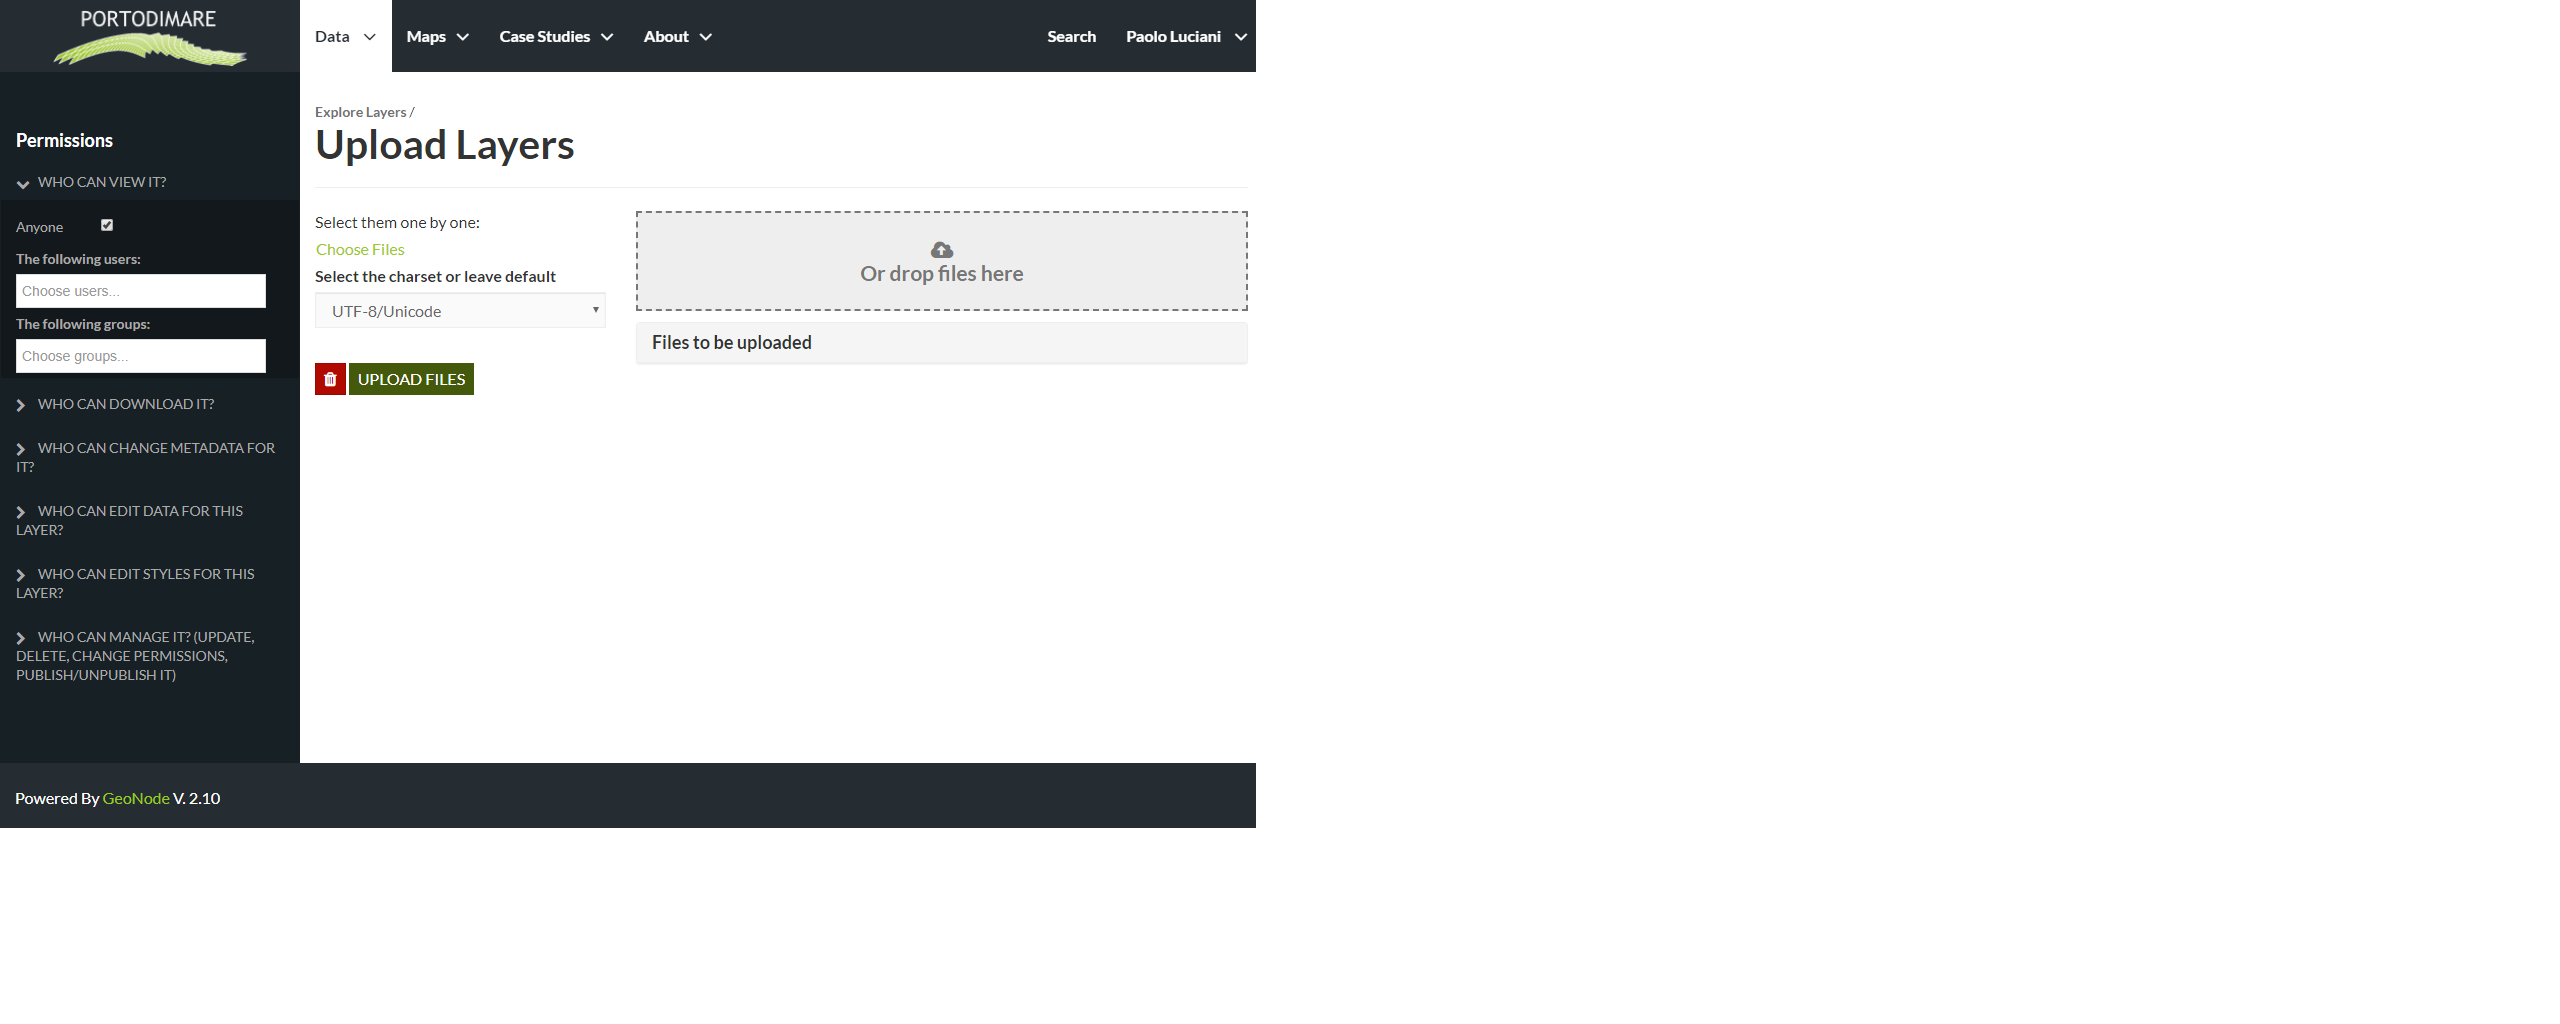 PORTODIMARE
Data
Maps
Case Studies
About
Search
Paolo Luciani
Permissions
WHO CAN VIEW IT?
Anyone
The following users:
Choose users...
The following groups:
Choose groups...
WHO CAN DOWNLOAD IT?
WHO CAN CHANGE METADATA FOR
IT?
WHO CAN EDIT DATA FOR THIS
LAYER?
WHO CAN EDIT STYLES FOR THIS
LAYER?
WHO CAN MANAGE IT? (UPDATE,
DELETE, CHANGE PERMISSIONS,
PUBLISH/UNPUBLISH IT)
Explore Layers /
Upload Layers
Select them one by one:
Choose Files
Select the charset or leave default
UTF-8/Unicode
UPLOAD FILES
Or drop files here
Files to be uploaded
Powered By GeoNode V. 2.10